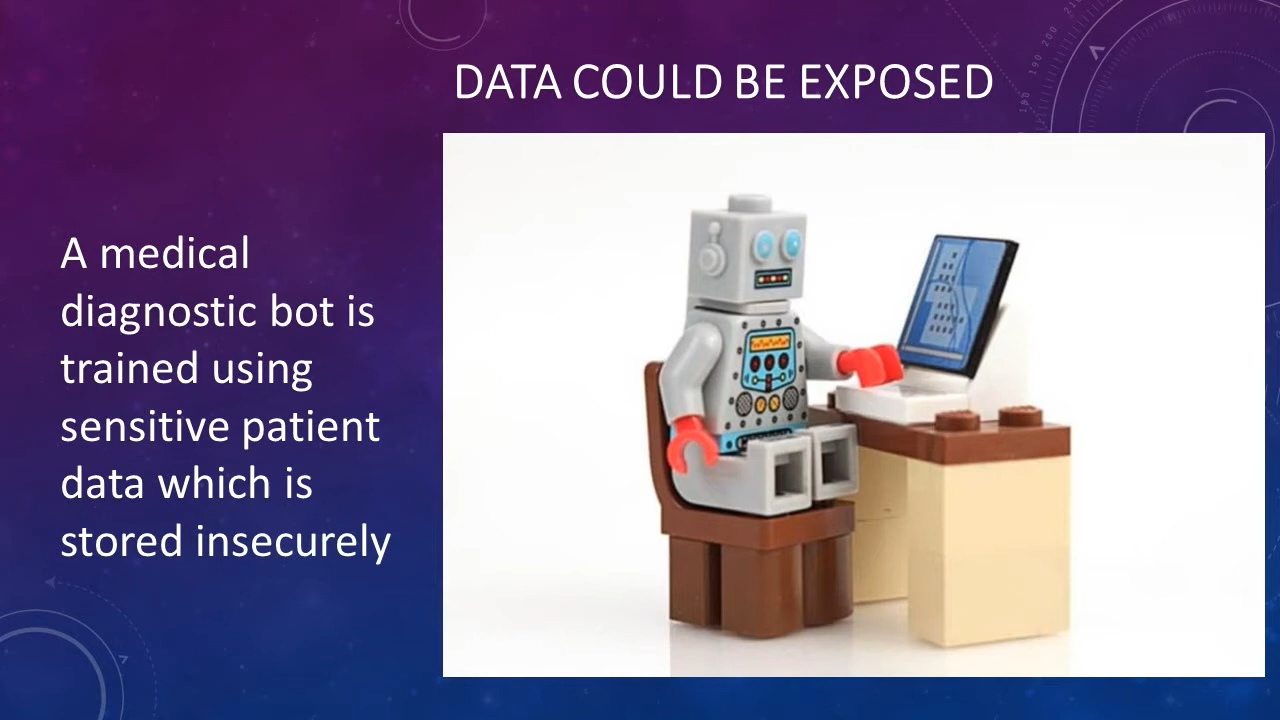 DATA COULD BE EXPOSED
A medical
diagnostic bot is
trained using
sensitive patient
data which is
stored insecurely